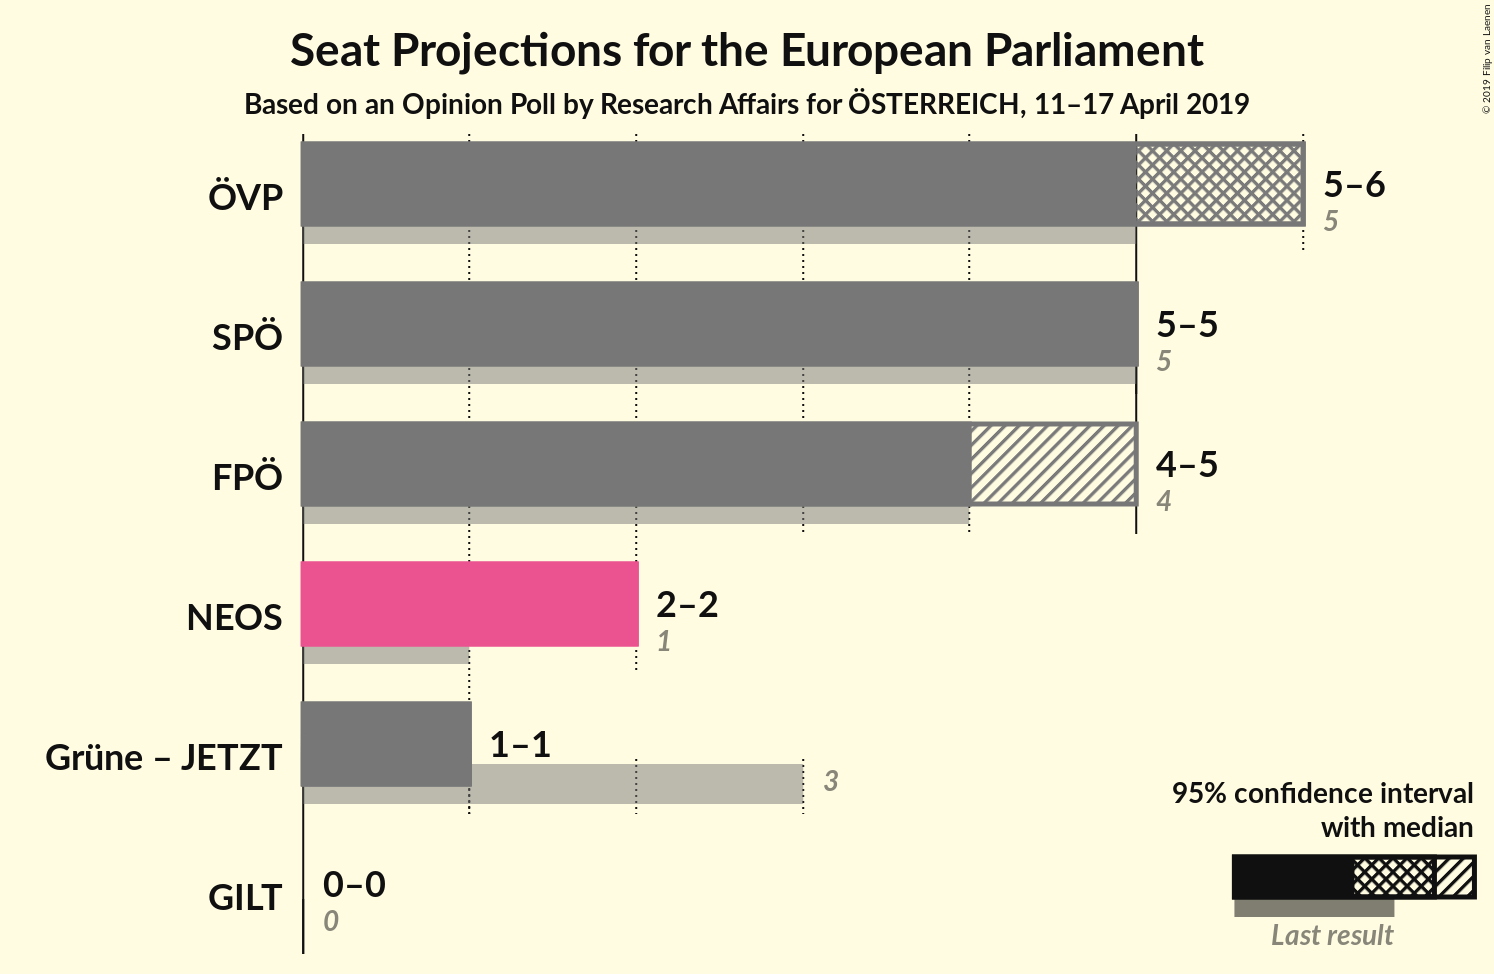 Seat Projections for the European Parliament
Based on an Opinion Poll by Research Affairs for ÖSTERREICH, 11–17 April 2019
© 2019 Filip van Laenen
ÖVP
5–6
5
SPÖ
5–5
5
FPÖ
4–5
4
NEOS
2–2
1
Grüne – JETZT
1–1
3
GILT
0–0
0
95% confidence interval
with median
Last result